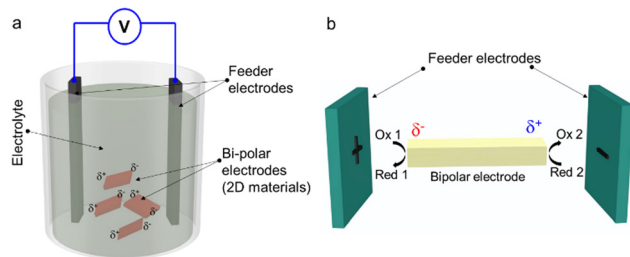 a
V
Feeder
electrodes
Electrolyte
Bi-polar
electrodes
(2D materials)
δ+ δ-
δ+ δ-
δ+ δ-
δ+ δ-
b
Feeder electrodes
δ- δ+
Ox 1 Ox 2
+ -
Red 1 Bipolar electrode Red 2